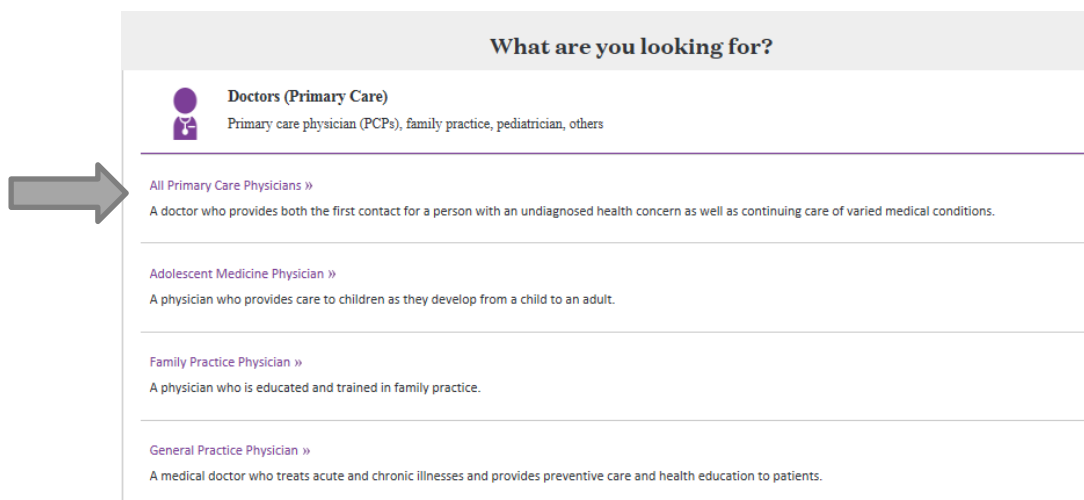 What are you looking for?
Doctors (Primary Care)
Primary care physician (PCPs), family practice, pediatrician, others
All Primary Care Physicians »
A doctor who provides both the first contact for a person with an undiagnosed health concern as well as continuing care of varied medical conditions.
Adolescent Medicine Physician »
A physician who provides care to children as they develop from a child to an adult.
Family Practice Physician »
A physician who is educated and trained in family practice.
General Practice Physician »
A medical doctor who treats acute and chronic illnesses and provides preventive care and health education to patients.